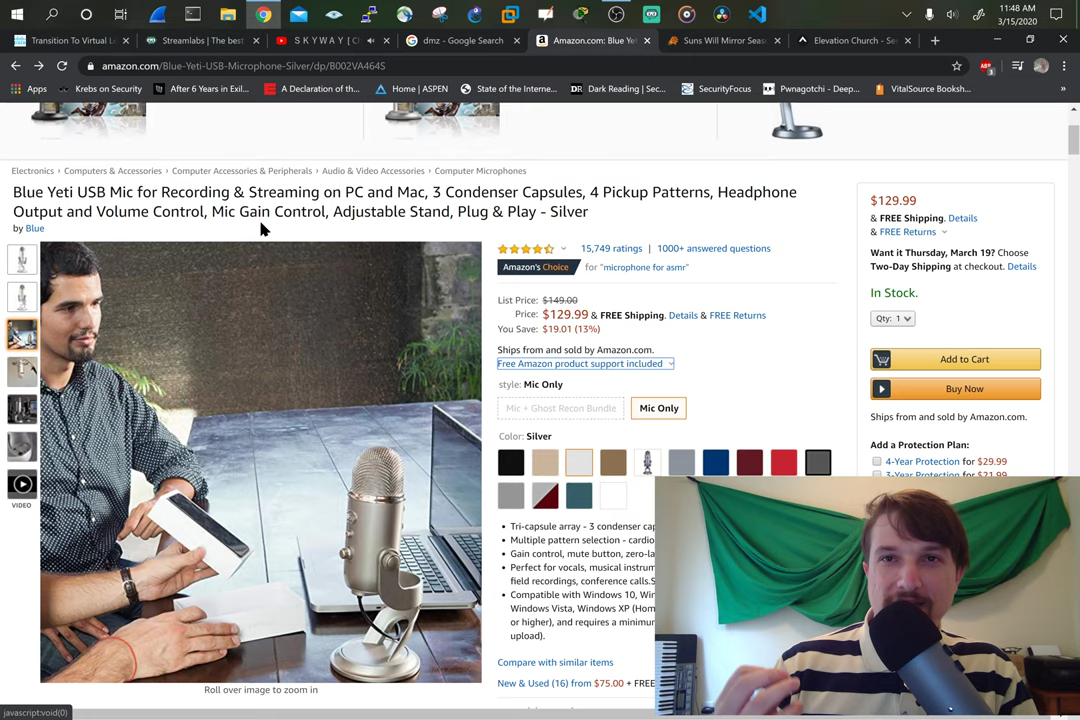 11:48 AM
3/15/2020
Transition To Virtual L
Streamlabs | The best
S K Y W A Y [ C
dmz - Google Search
Amazon.com: Blue Ye
Suns Will Mirror Seas
Elevation Church - Se
amazon.com/Blue-Yeti-USB-Microphone-Silver/dp/B002VA464S
Apps
Krebs on Security
After 6 Years in Exil...
A Declaration of th...
Home | ASPEN
State of the Interne...
Dark Reading | Sec...
SecurityFocus
Pwnagotchi - Deep...
VitalSource Booksh...
Electronics › Computers & Accessories › Computer Accessories & Peripherals › Audio & Video Accessories › Computer Microphones
Blue Yeti USB Mic for Recording & Streaming on PC and Mac, 3 Condenser Capsules, 4 Pickup Patterns, Headphone
Output and Volume Control, Mic Gain Control, Adjustable Stand, Plug & Play - Silver
by Blue
VIDEO
Roll over image to zoom in
15,749 ratings | 1000+ answered questions
Amazon's Choice for "microphone for asmr"
List Price: $149.00
Price: $129.99 & FREE Shipping. Details & FREE Returns
You Save: $19.01 (13%)
Ships from and sold by Amazon.com.
Free Amazon product support included
style: Mic Only
Mic + Ghost Recon Bundle
Mic Only
Color: Silver
• Tri-capsule array - 3 condenser cap
• Multiple pattern selection - cardio
• Gain control, mute button, zero-la
• Perfect for vocals, musical instrum
field recordings, conference calls.S
• Compatible with Windows 10, Win
Windows Vista, Windows XP (Hom
or higher), and requires a minimum
upload).
Compare with similar items
New & Used (16) from $75.00 + FREE
$129.99
& FREE Shipping. Details
& FREE Returns
Want it Thursday, March 19? Choose
Two-Day Shipping at checkout. Details
In Stock.
Qty: 1
Add to Cart
Buy Now
Ships from and sold by Amazon.com.
Add a Protection Plan:
4-Year Protection for $29.99
3-Year Protection for $21.99
javascript:void(0)